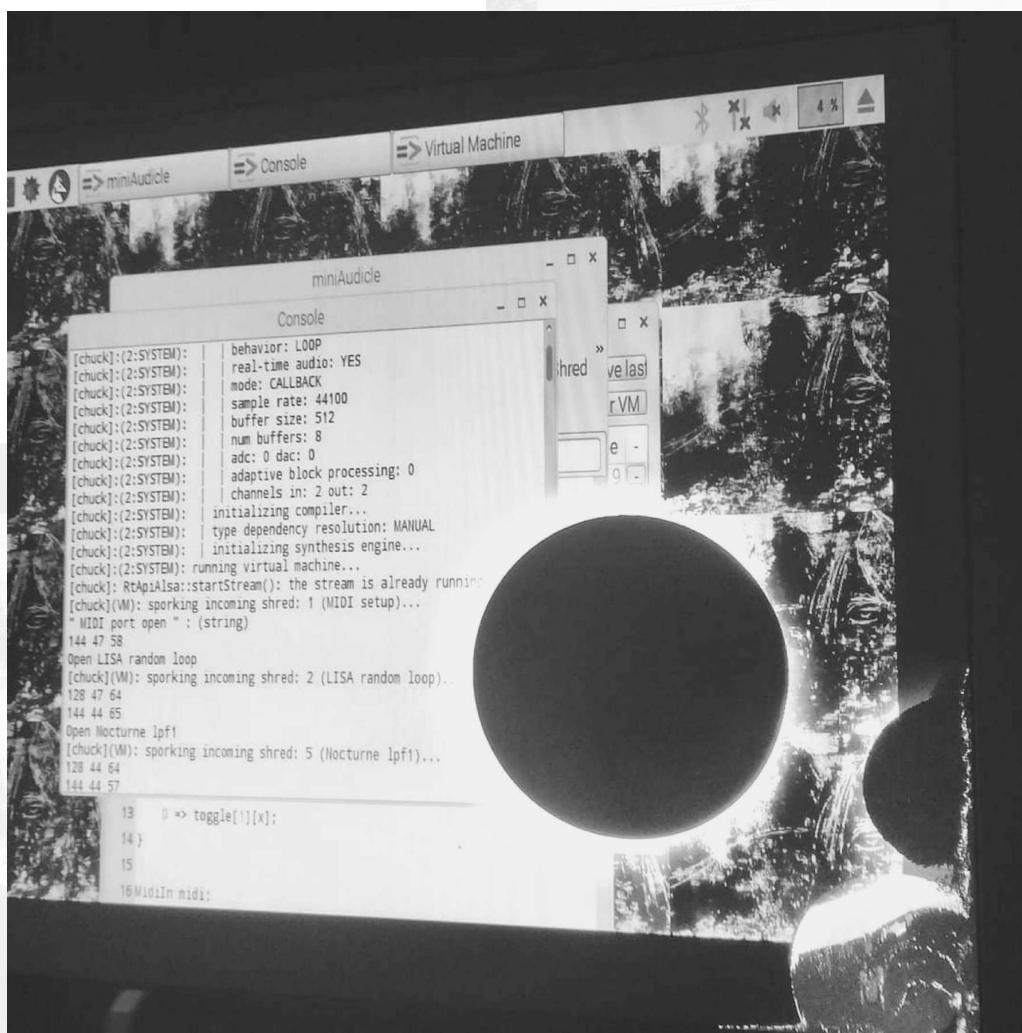 miniAudicle
Console
Virtual Machine
4 %
miniAudicle
Console
[chuck]:(2:SYSTEM): | | behavior: LOOP
[chuck]:(2:SYSTEM): | | real-time audio: YES
[chuck]:(2:SYSTEM): | | mode: CALLBACK
[chuck]:(2:SYSTEM): | | sample rate: 44100
[chuck]:(2:SYSTEM): | | buffer size: 512
[chuck]:(2:SYSTEM): | | num buffers: 8
[chuck]:(2:SYSTEM): | | adc: 0 dac: 0
[chuck]:(2:SYSTEM): | | adaptive block processing: 0
[chuck]:(2:SYSTEM): | | channels in: 2 out: 2
[chuck]:(2:SYSTEM): | initializing compiler...
[chuck]:(2:SYSTEM): | type dependency resolution: MANUAL
[chuck]:(2:SYSTEM): | initializing synthesis engine...
[chuck]:(2:SYSTEM): running virtual machine...
[chuck]: RtApiAlsa::startStream(): the stream is already runnin
[chuck](VM): sporking incoming shred: 1 (MIDI setup)...
" MIDI port open " : (string)
144 47 58
Open LISA random loop
[chuck](VM): sporking incoming shred: 2 (LISA random loop)..
128 47 64
144 44 65
Open Nocturne lpf1
[chuck](VM): sporking incoming shred: 5 (Nocturne lpf1)...
128 44 64
144 44 57
hred »
ve last
r VM
e -
9 -
13 0 => toggle[1][x];
14 }
15
16 MidiIn midi;